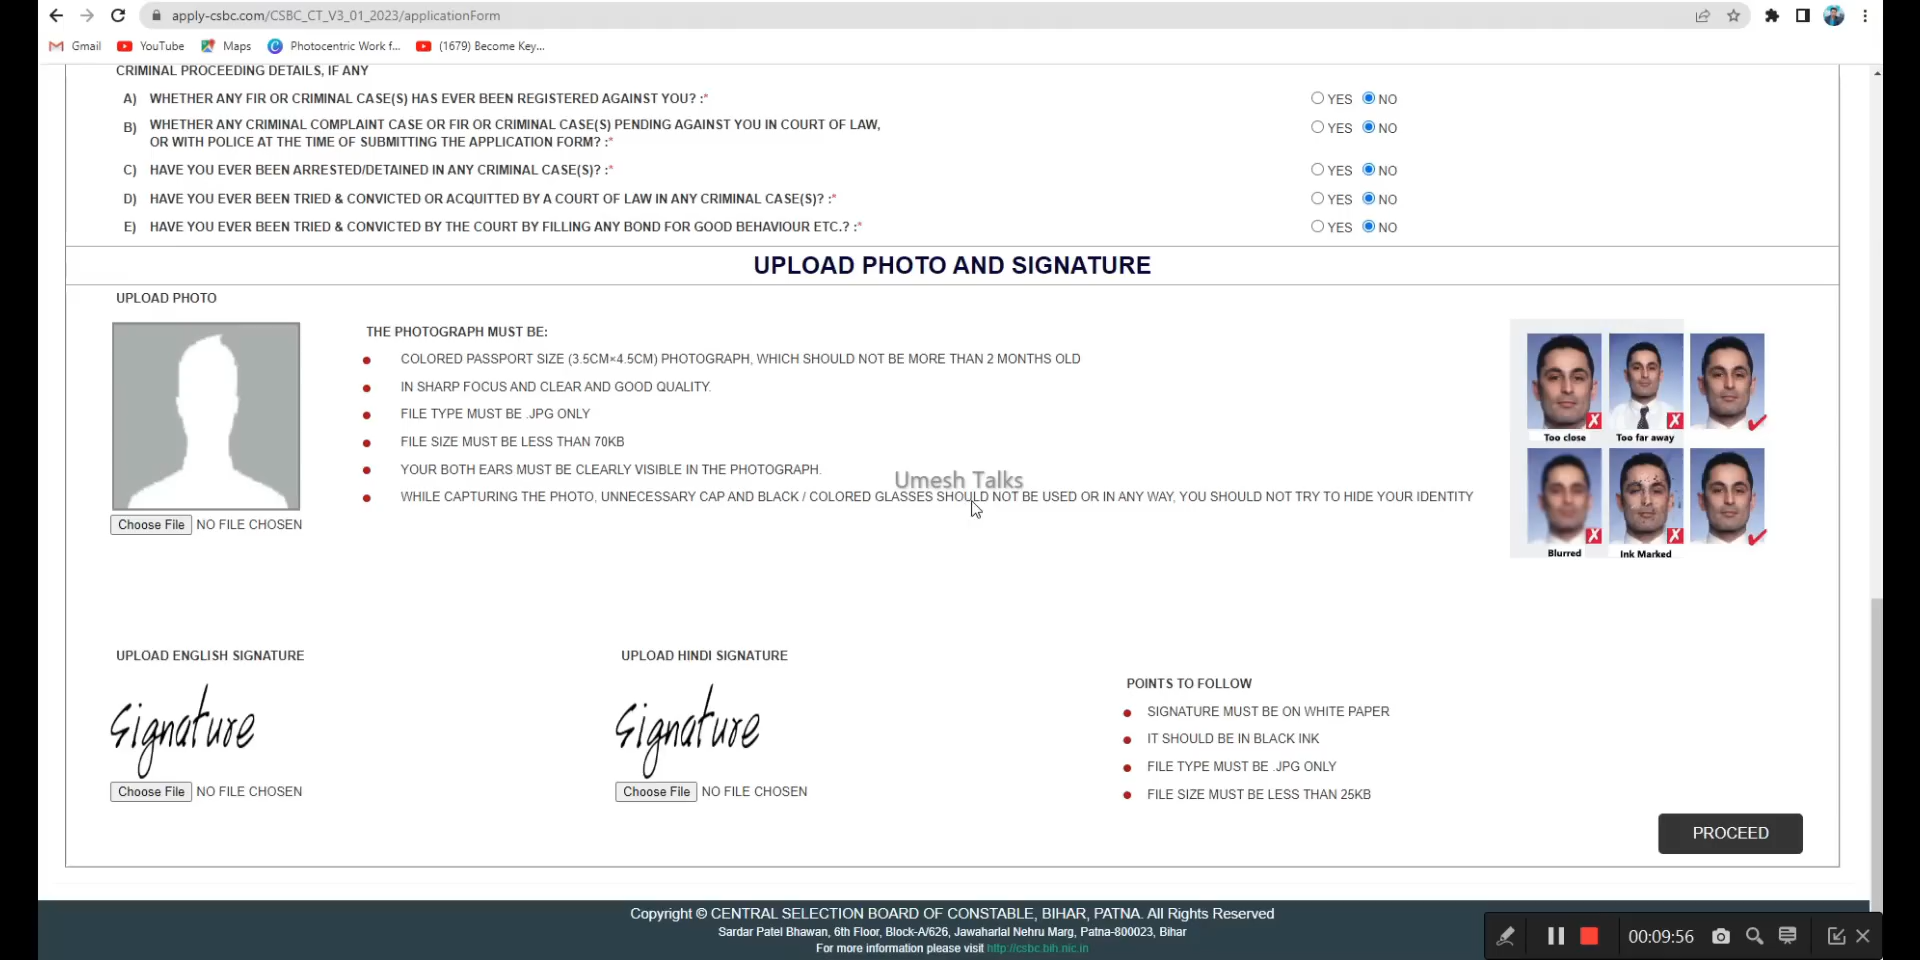 apply-csbc.com/CSBC_CT_V3_01_2023/applicationForm
Gmail YouTube Maps Photocentric Work f... (1679) Become Key...
CRIMINAL PROCEEDING DETAILS, IF ANY
A) WHETHER ANY FIR OR CRIMINAL CASE(S) HAS EVER BEEN REGISTERED AGAINST YOU? :* YES NO
B) WHETHER ANY CRIMINAL COMPLAINT CASE OR FIR OR CRIMINAL CASE(S) PENDING AGAINST YOU IN COURT OF LAW, YES NO
OR WITH POLICE AT THE TIME OF SUBMITTING THE APPLICATION FORM? :*
C) HAVE YOU EVER BEEN ARRESTED/DETAINED IN ANY CRIMINAL CASE(S)? :* YES NO
D) HAVE YOU EVER BEEN TRIED & CONVICTED OR ACQUITTED BY A COURT OF LAW IN ANY CRIMINAL CASE(S)? :* YES NO
E) HAVE YOU EVER BEEN TRIED & CONVICTED BY THE COURT BY FILLING ANY BOND FOR GOOD BEHAVIOUR ETC.? :* YES NO
UPLOAD PHOTO AND SIGNATURE
UPLOAD PHOTO
THE PHOTOGRAPH MUST BE:
COLORED PASSPORT SIZE (3.5CM×4.5CM) PHOTOGRAPH, WHICH SHOULD NOT BE MORE THAN 2 MONTHS OLD
IN SHARP FOCUS AND CLEAR AND GOOD QUALITY.
FILE TYPE MUST BE .JPG ONLY
FILE SIZE MUST BE LESS THAN 70KB
YOUR BOTH EARS MUST BE CLEARLY VISIBLE IN THE PHOTOGRAPH.
Umesh Talks
WHILE CAPTURING THE PHOTO, UNNECESSARY CAP AND BLACK / COLORED GLASSES SHOULD NOT BE USED OR IN ANY WAY, YOU SHOULD NOT TRY TO HIDE YOUR IDENTITY
Too close Too far away
Blurred Ink Marked
Choose File NO FILE CHOSEN
UPLOAD ENGLISH SIGNATURE
Signature
Choose File NO FILE CHOSEN
UPLOAD HINDI SIGNATURE
Signature
Choose File NO FILE CHOSEN
POINTS TO FOLLOW
SIGNATURE MUST BE ON WHITE PAPER
IT SHOULD BE IN BLACK INK
FILE TYPE MUST BE .JPG ONLY
FILE SIZE MUST BE LESS THAN 25KB
PROCEED
Copyright © CENTRAL SELECTION BOARD OF CONSTABLE, BIHAR, PATNA. All Rights Reserved
Sardar Patel Bhawan, 6th Floor, Block-A/626, Jawaharlal Nehru Marg, Patna-800023, Bihar
For more information please visit http://csbc.bih.nic.in
00:09:56